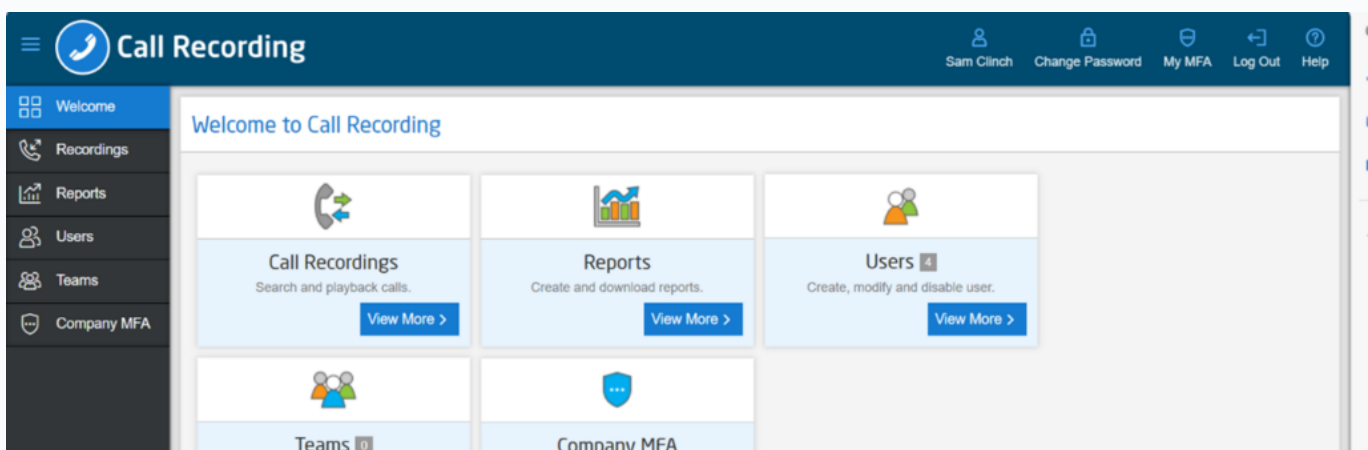 Call Recording
Sam Clinch
Change Password
My MFA
Log Out
Help
Welcome
Recordings
Reports
Users
Teams
Company MFA
Welcome to Call Recording
Call Recordings
Search and playback calls.
View More >
Reports
Create and download reports.
View More >
Users 4
Create, modify and disable user.
View More >
Teams 0
Company MFA